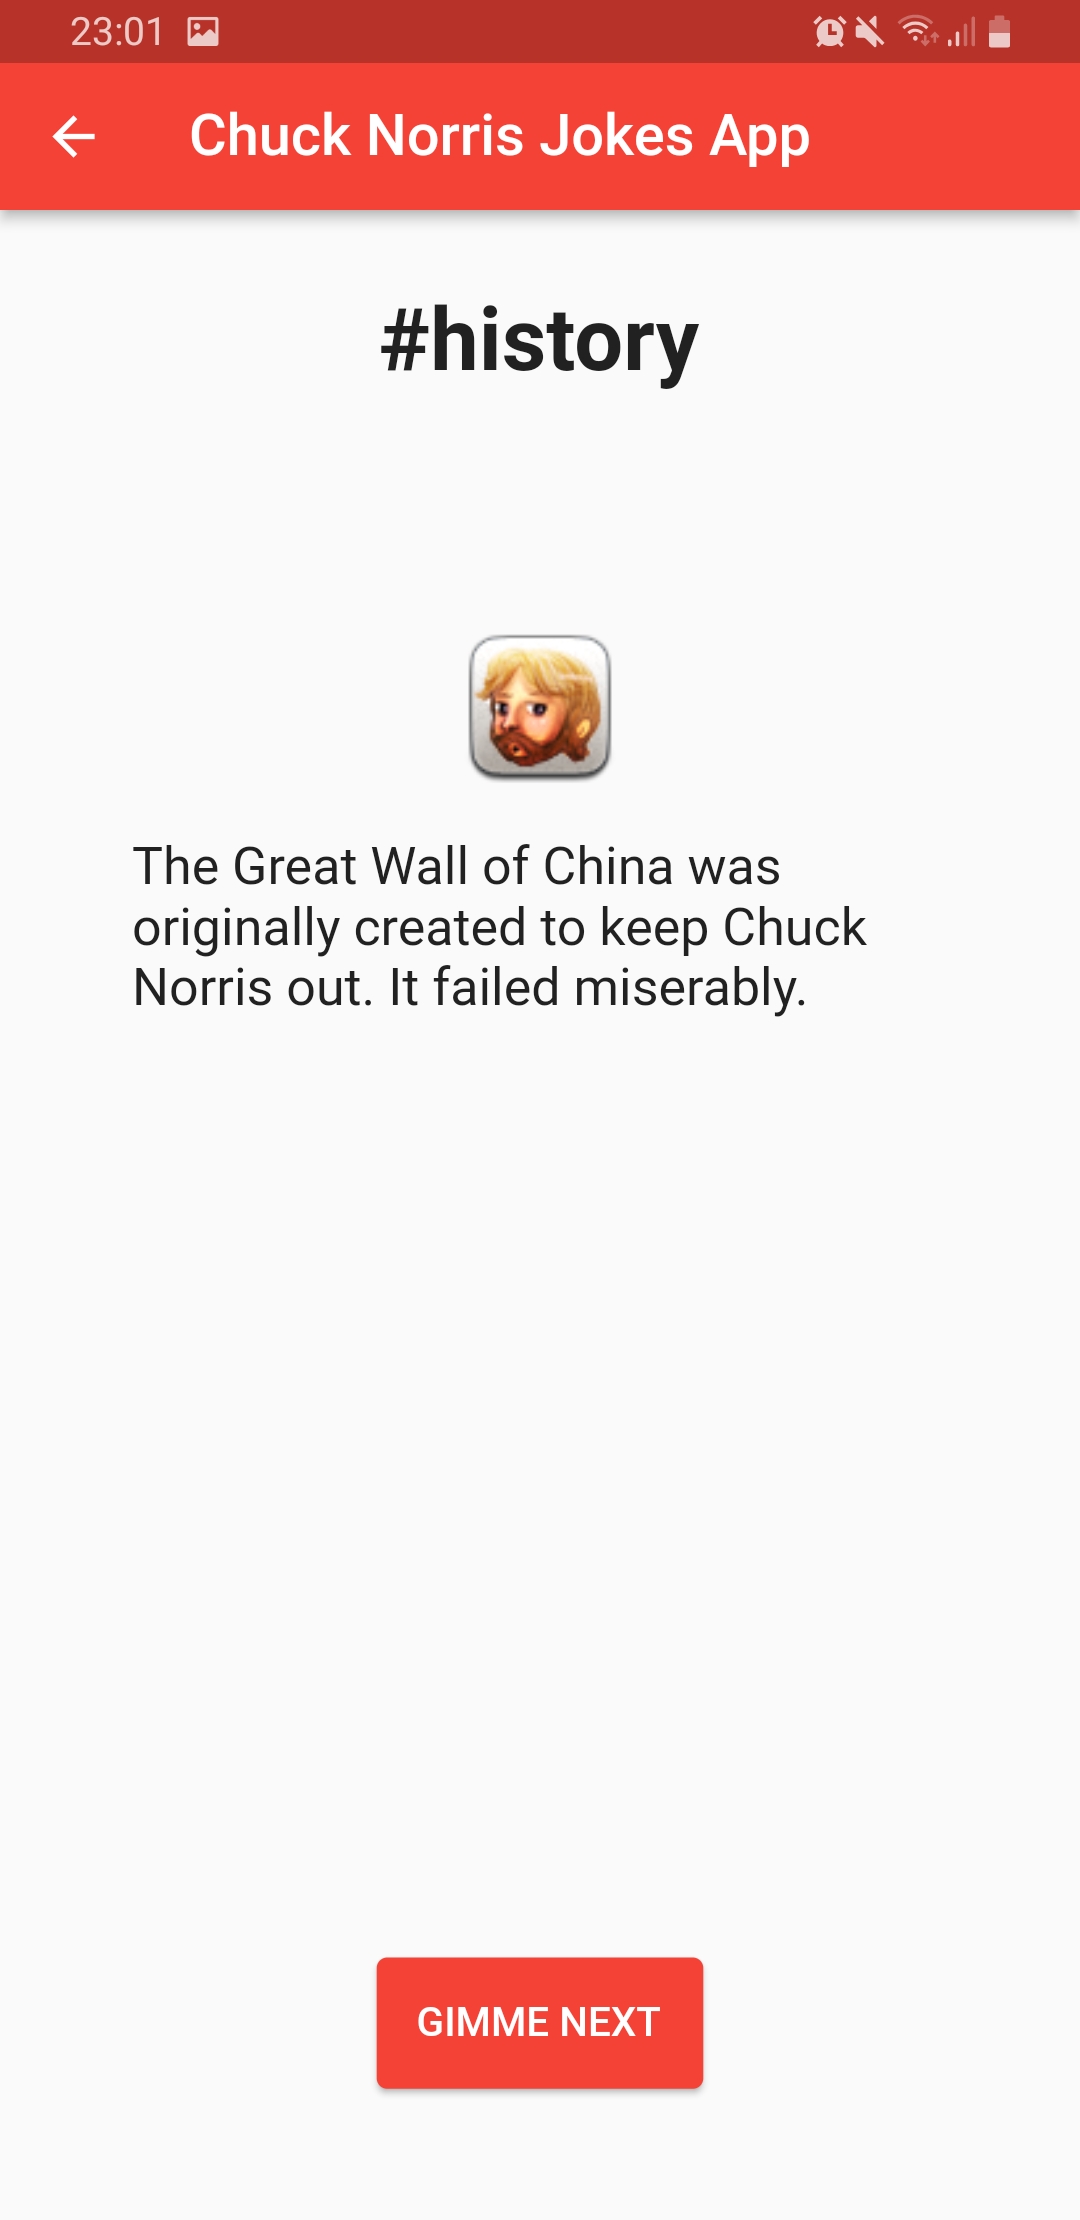 23:01
Chuck Norris Jokes App
#history
The Great Wall of China was
originally created to keep Chuck
Norris out. It failed miserably.
GIMME NEXT